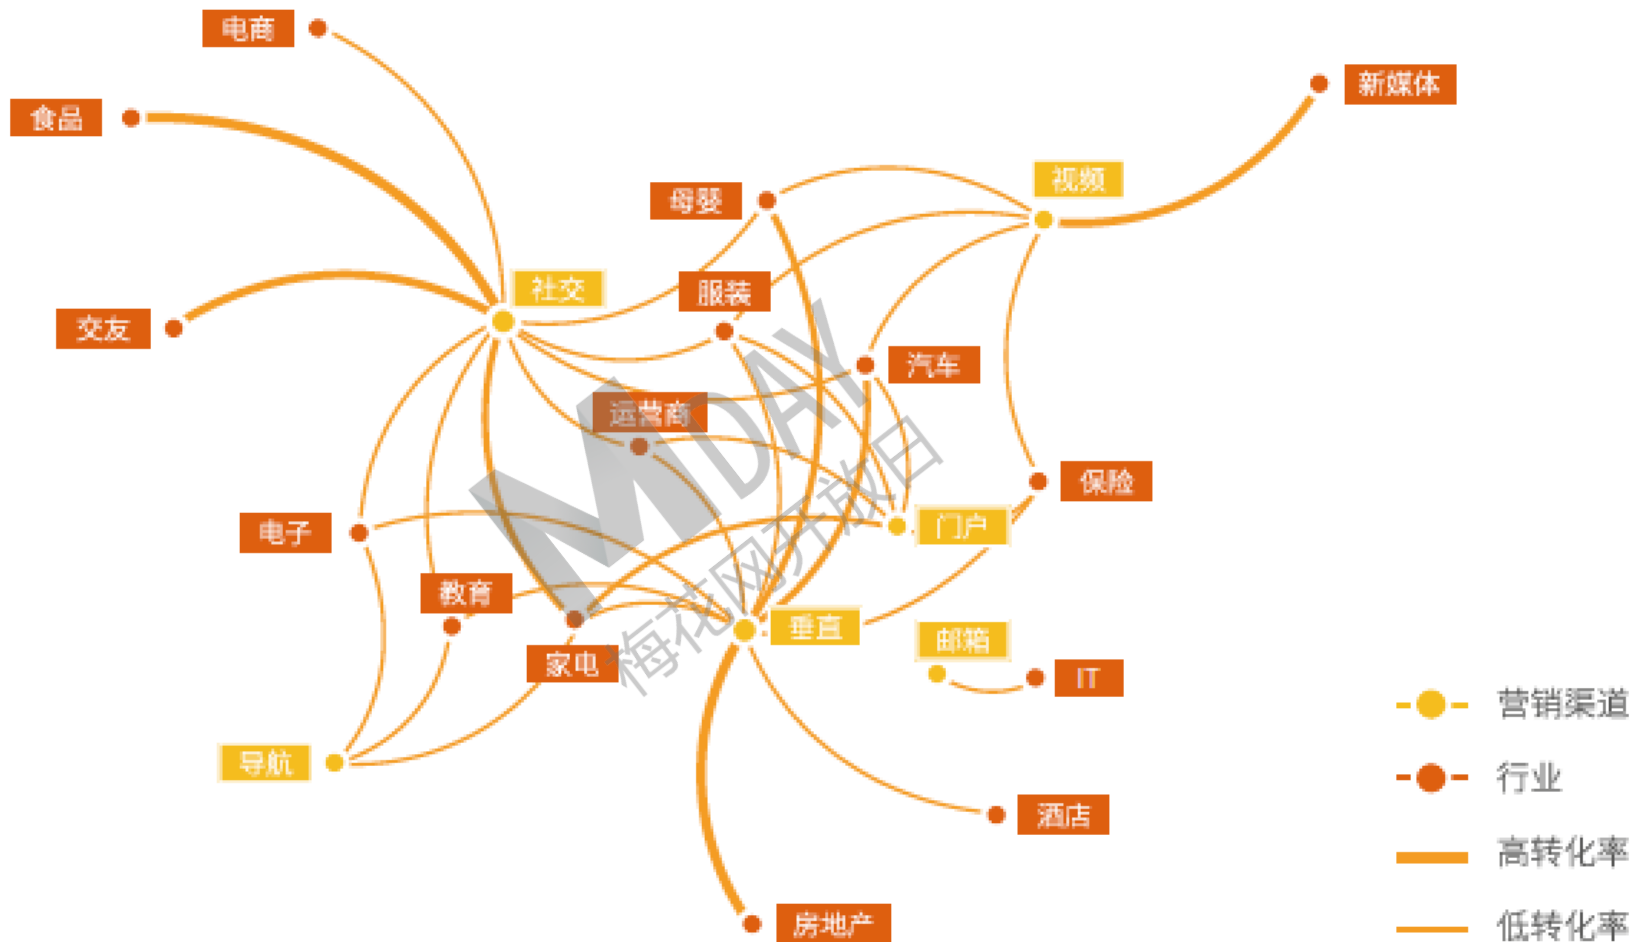 电商
新媒体
食品
视频
母婴
社交
服装
交友
汽车
运营商
保险
电子
门户
教育
垂直
邮箱
家电
IT
导航
酒店
房地产
营销渠道
行业
高转化率
低转化率
MDAY
梅花网开放日